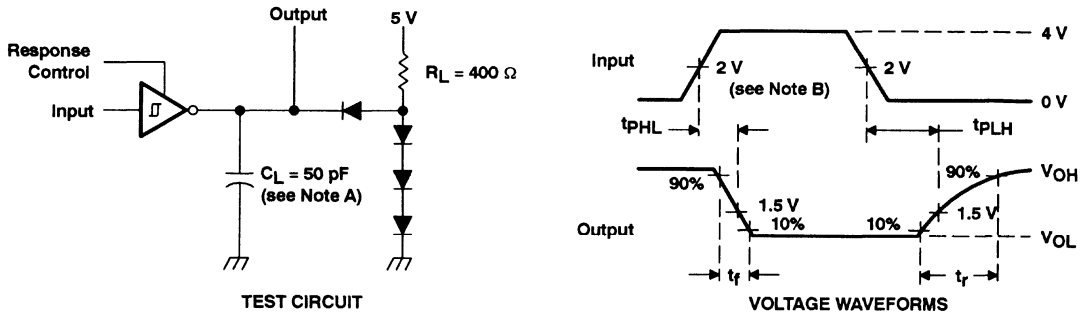 Output
5 V
Response
Control
Input
R_L = 400 Ω
C_L = 50 pF
(see Note A)
TEST CIRCUIT
Input
4 V
2 V
(see Note B)
2 V
0 V
t_PHL
t_PLH
90%
90%
V_OH
1.5 V
1.5 V
Output
10%
10%
V_OL
t_f
t_r
VOLTAGE WAVEFORMS